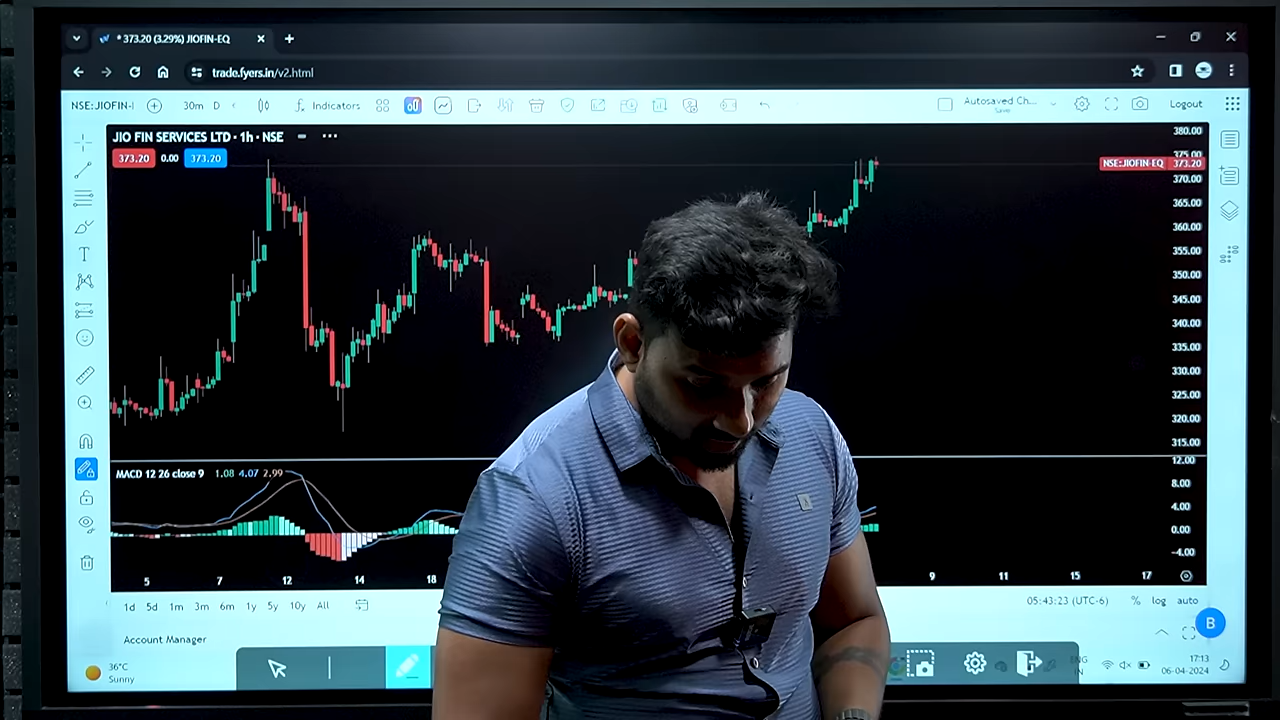 * 373.20 (3.29%) JIOFIN-EQ
trade.fyers.in/v2.html
NSE:JIOFIN-I
30m D
Indicators
Autosaved Ch...
Save
Logout
JIO FIN SERVICES LTD · 1h · NSE
373.20 0.00 373.20
380.00
375.00
NSE:JIOFIN-EQ 373.20
370.00
365.00
360.00
355.00
350.00
345.00
340.00
335.00
330.00
325.00
320.00
315.00
MACD 12 26 close 9 1.08 4.07 2.99
12.00
8.00
4.00
0.00
−4.00
5 7 12 14 18 9 11 15 17
1d 5d 1m 3m 6m 1y 5y 10y All
05:43:23 (UTC-6) % log auto
Account Manager
B
36°C
Sunny
ENG
IN
17:13
06-04-2024